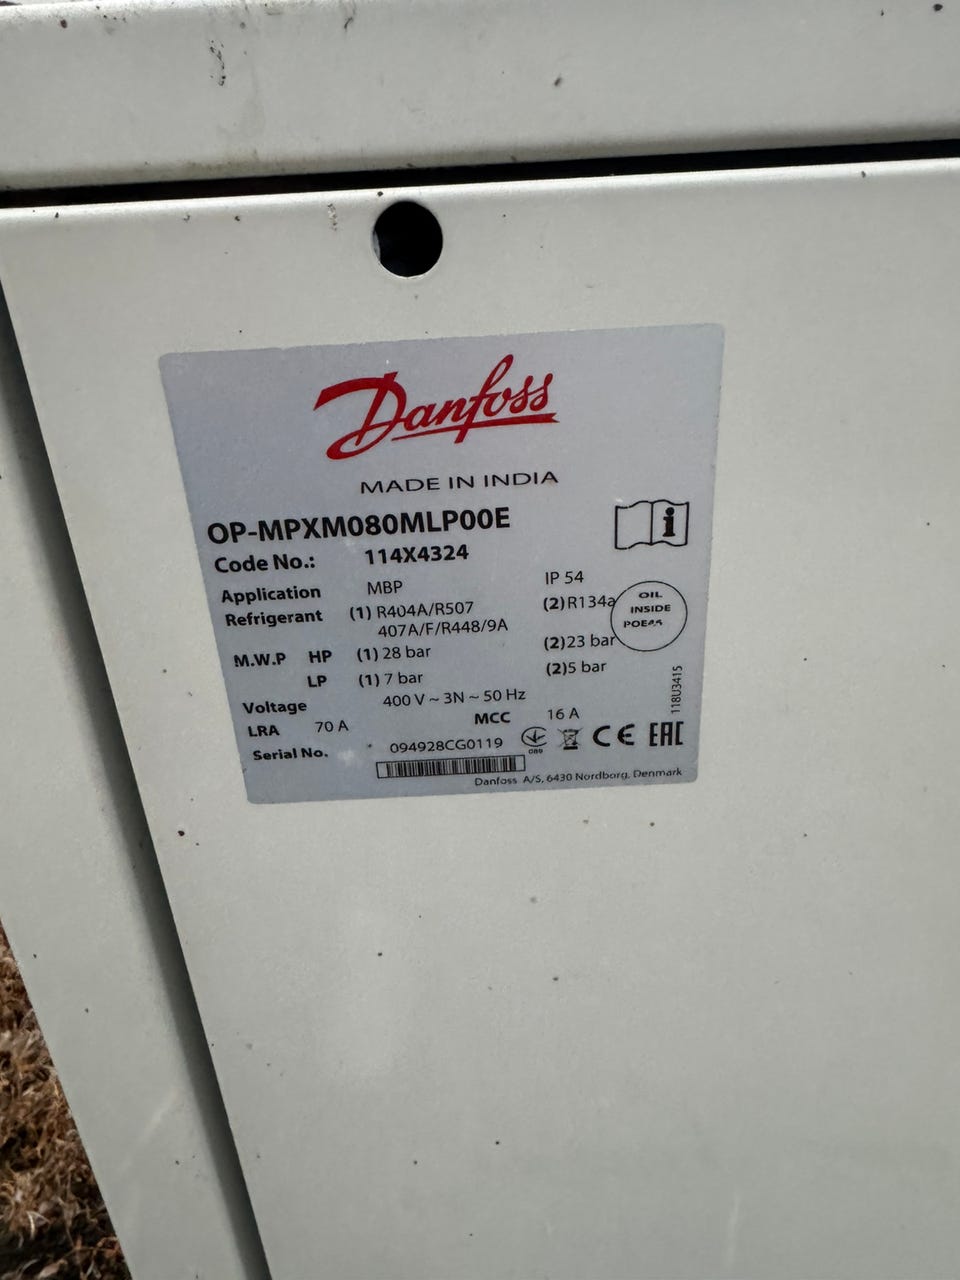 Danfoss
MADE IN INDIA
OP-MPXM080MLP00E
Code No.: 114X4324
Application MBP IP 54
Refrigerant (1) R404A/R507 (2) R134a
407A/F/R448/9A
OIL
INSIDE
M.W.P HP (1) 28 bar (2) 23 bar
LP (1) 7 bar (2) 5 bar
Voltage 400 V ~ 3N ~ 50 Hz
LRA 70 A MCC 16 A
Serial No. 094928CG0119
089
CE EAC
118U3415
Danfoss A/S, 6430 Nordborg, Denmark